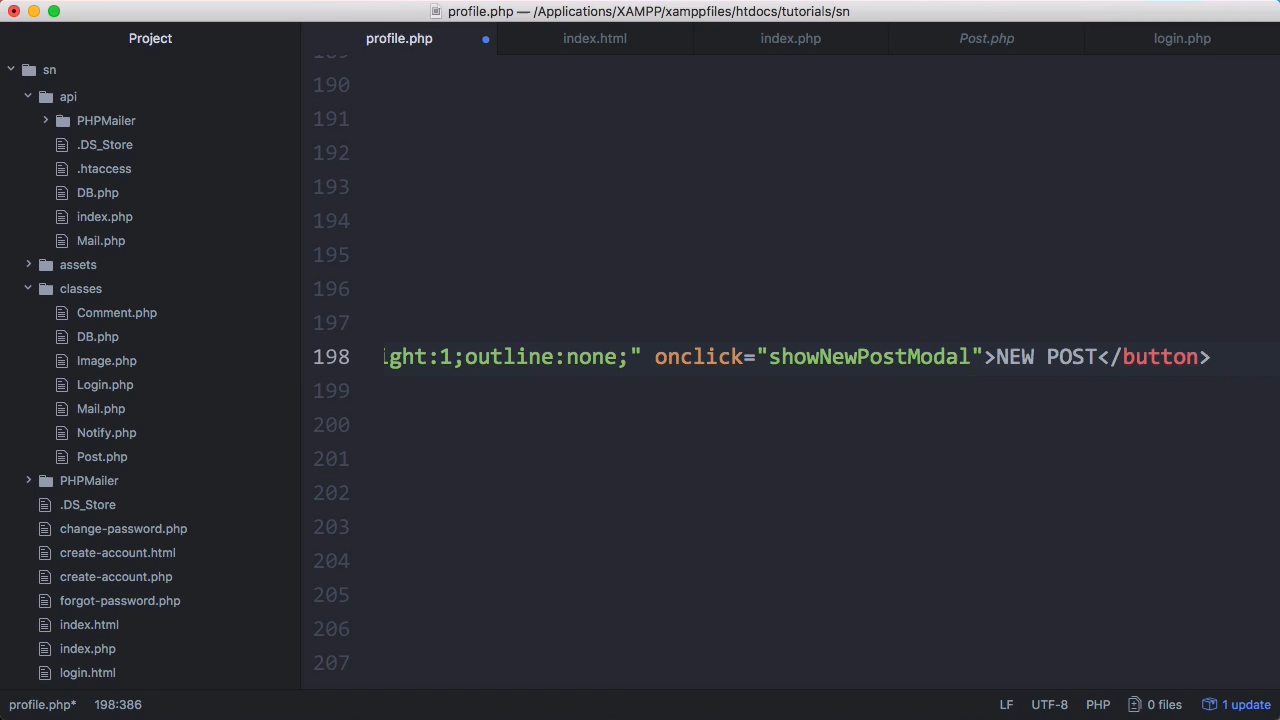 profile.php — /Applications/XAMPP/xamppfiles/htdocs/tutorials/sn
Project
profile.php
index.html
index.php
Post.php
login.php
sn
api
PHPMailer
.DS_Store
.htaccess
DB.php
index.php
Mail.php
assets
classes
Comment.php
DB.php
Image.php
Login.php
Mail.php
Notify.php
Post.php
PHPMailer
.DS_Store
change-password.php
create-account.html
create-account.php
forgot-password.php
index.html
index.php
login.html
189
190
191
192
193
194
195
196
197
198 ight:1;outline:none;" onclick="showNewPostModal">NEW POST</button>
199
200
201
202
203
204
205
206
207
profile.php* 198:386 LF UTF-8 PHP 0 files 1 update